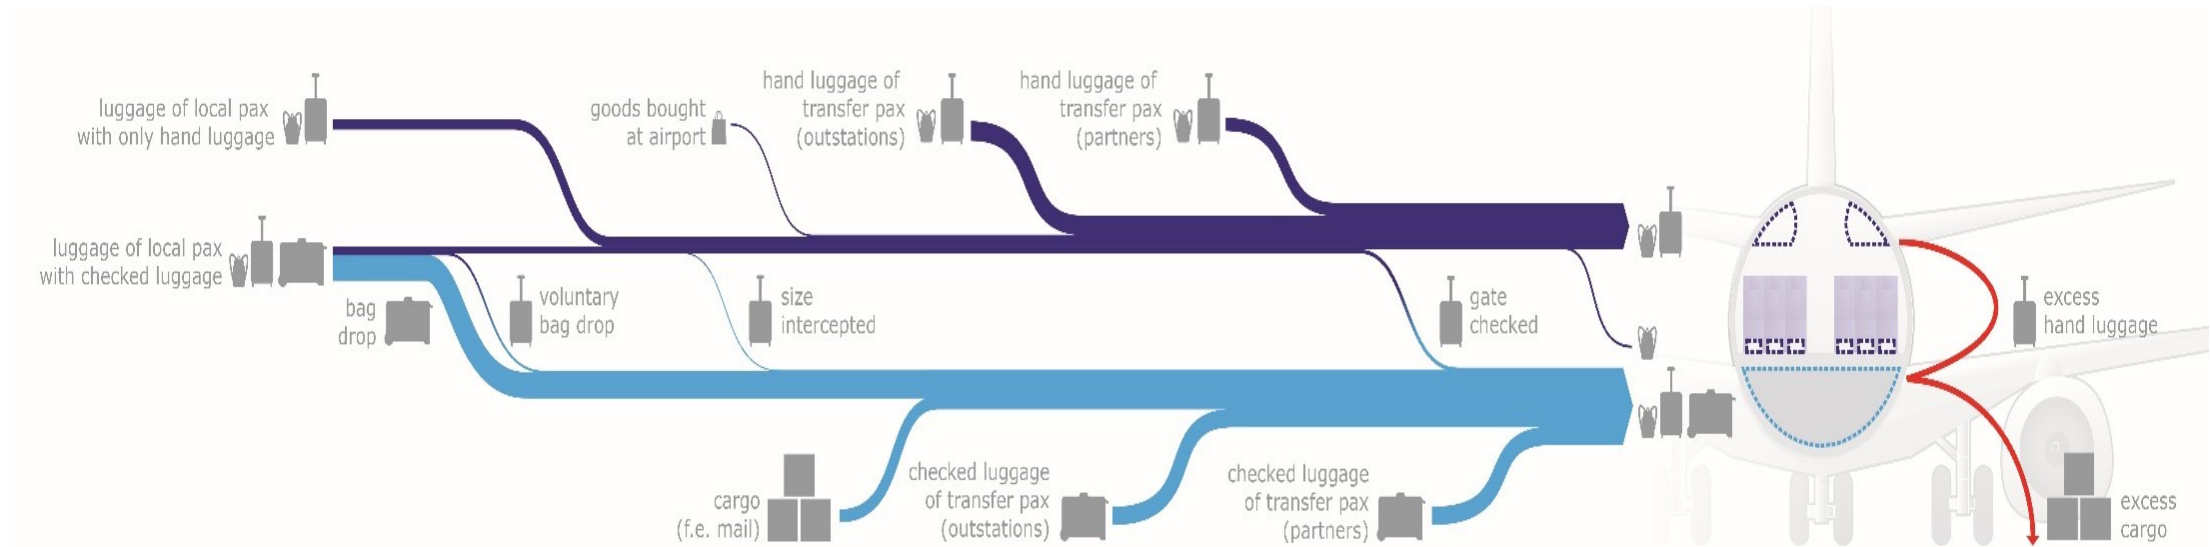 luggage of local pax
with only hand luggage
goods bought
at airport
hand luggage of
transfer pax
(outstations)
hand luggage of
transfer pax
(partners)
luggage of local pax
with checked luggage
bag
drop
voluntary
bag drop
size
intercepted
gate
checked
excess
hand luggage
cargo
(f.e. mail)
checked luggage
of transfer pax
(outstations)
checked luggage
of transfer pax
(partners)
excess
cargo